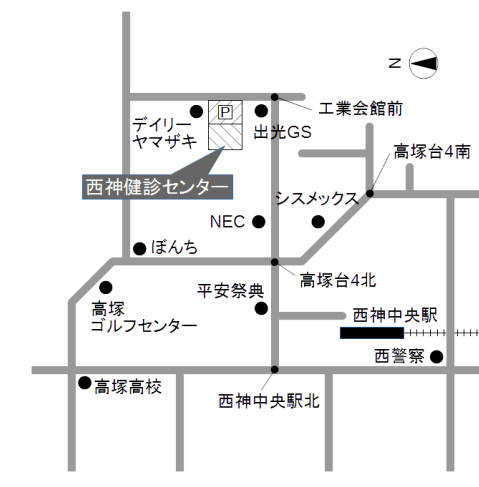 N
P
工業会館前
デイリー
ヤマザキ
出光GS
高塚台4南
西神健診センター
シスメックス
NEC
ぼんち
高塚台4北
平安祭典
高塚
ゴルフセンター
西神中央駅
西警察
高塚高校
西神中央駅北